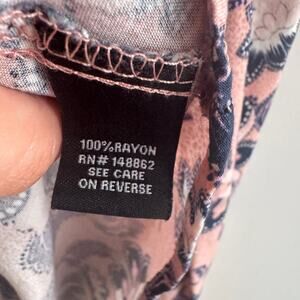 100%RAYON
RN# 148862
SEE CARE
ON REVERSE